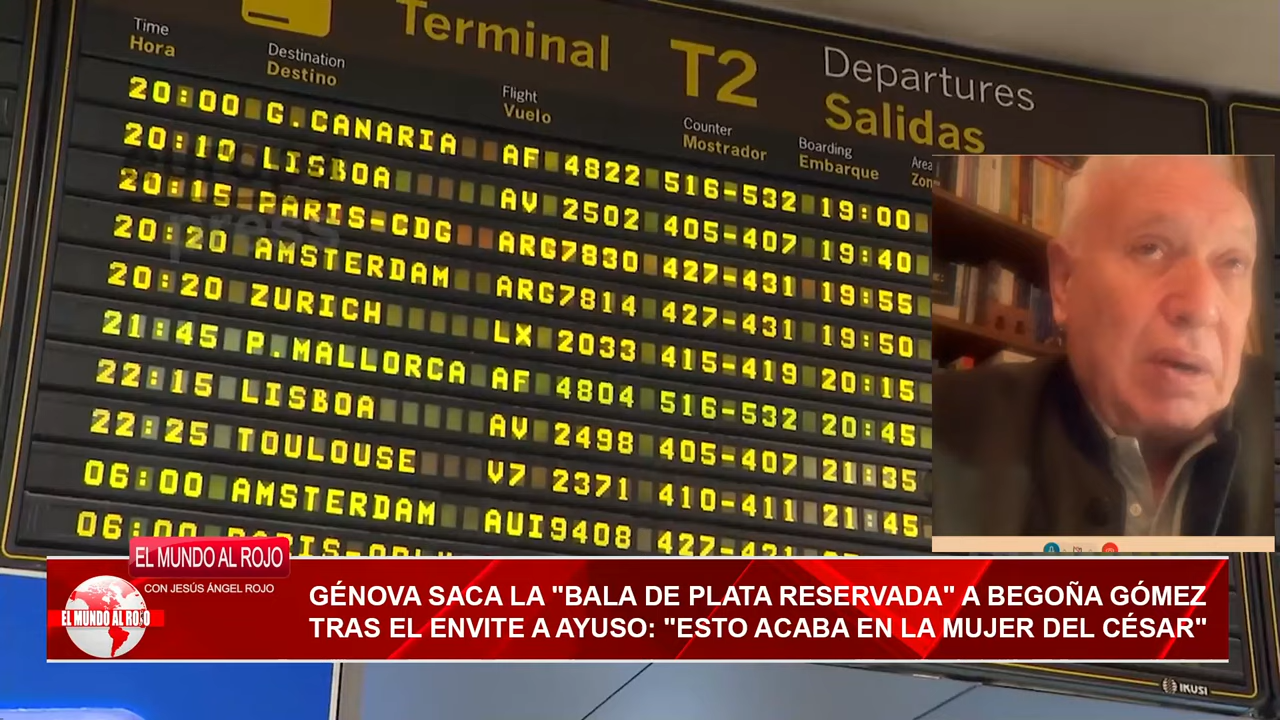 Terminal T2 Departures
Salidas
Time Destination Flight Counter Boarding Area
Hora Destino Vuelo Mostrador Embarque
20:00 G.CANARIA AF 4822 516-532 19:00
20:10 LISBOA AV 2502 405-407 19:40
20:15 PARIS-CDG ARG7830 427-431 19:55
20:20 AMSTERDAM ARG7814 427-431 19:50
20:20 ZURICH LX 2033 415-419 20:15
21:45 P.MALLORCA AF 4804 516-532 20:45
22:15 LISBOA AV 2498 405-407 21:35
22:25 TOULOUSE V7 2371 410-411 21:45
06:00 AMSTERDAM AUI9408 427-431
06:00
europa
press
EL MUNDO AL ROJO
CON JESÚS ÁNGEL ROJO
EL MUNDO AL ROJO
GÉNOVA SACA LA "BALA DE PLATA RESERVADA" A BEGOÑA GÓMEZ
TRAS EL ENVITE A AYUSO: "ESTO ACABA EN LA MUJER DEL CÉSAR"
IKUSI